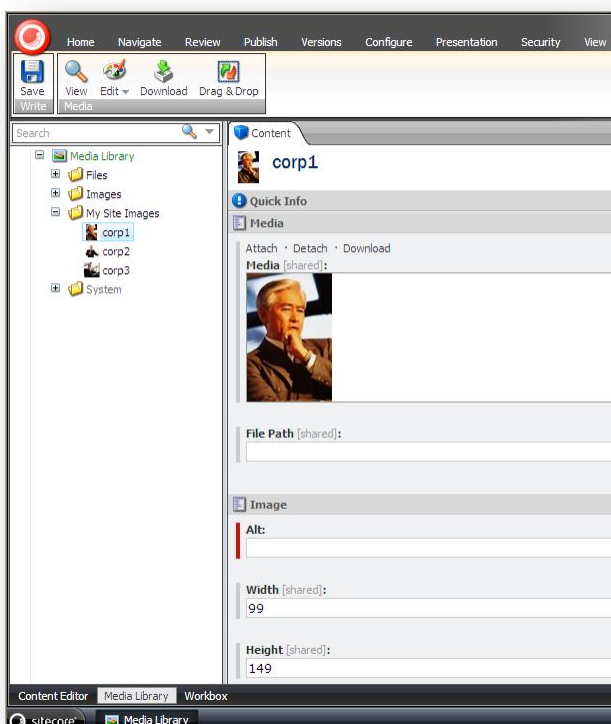 Home Navigate Review Publish Versions Configure Presentation Security View
Save View Edit Download Drag & Drop
Write Media
Search
Content
Media Library
Files
Images
My Site Images
corp1
corp2
corp3
System
corp1
Quick Info
Media
Attach · Detach · Download
Media [shared]:
File Path [shared]:
Image
Alt:
Width [shared]:
99
Height [shared]:
149
Content Editor Media Library Workbox
sitecore Media Library